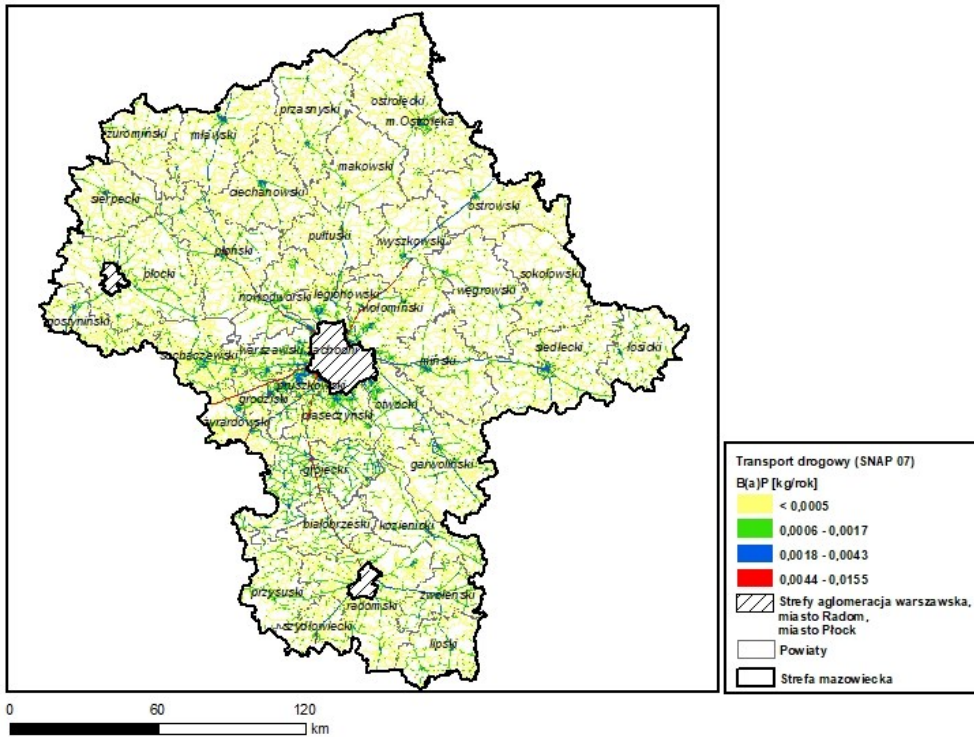 ostrołęcki
przasnyski
m.Ostrołęka
żuromiński
mławski
makowski
ciechanowski
sierpecki
ostrowski
pułtuski
wyszkowski
płoński
sokołowski
płocki
węgrowski
nowodworski
legionowski
wołomiński
gostyniński
sochaczewski
warszawski zachodni
siedlecki
łosicki
miński
pruszkowski
grodziski
otwocki
piaseczyński
żyrardowski
garwoliński
grójecki
białobrzeski
kozienicki
przysuski
zwoleński
radomski
szydłowiecki
lipski
Transport drogowy (SNAP 07)
B(a)P [kg/rok]
< 0,0005
0,0006 - 0,0017
0,0018 - 0,0043
0,0044 - 0,0155
Strefy aglomeracja warszawska,
miasto Radom,
miasto Płock
Powiaty
Strefa mazowiecka
0 60 120
km